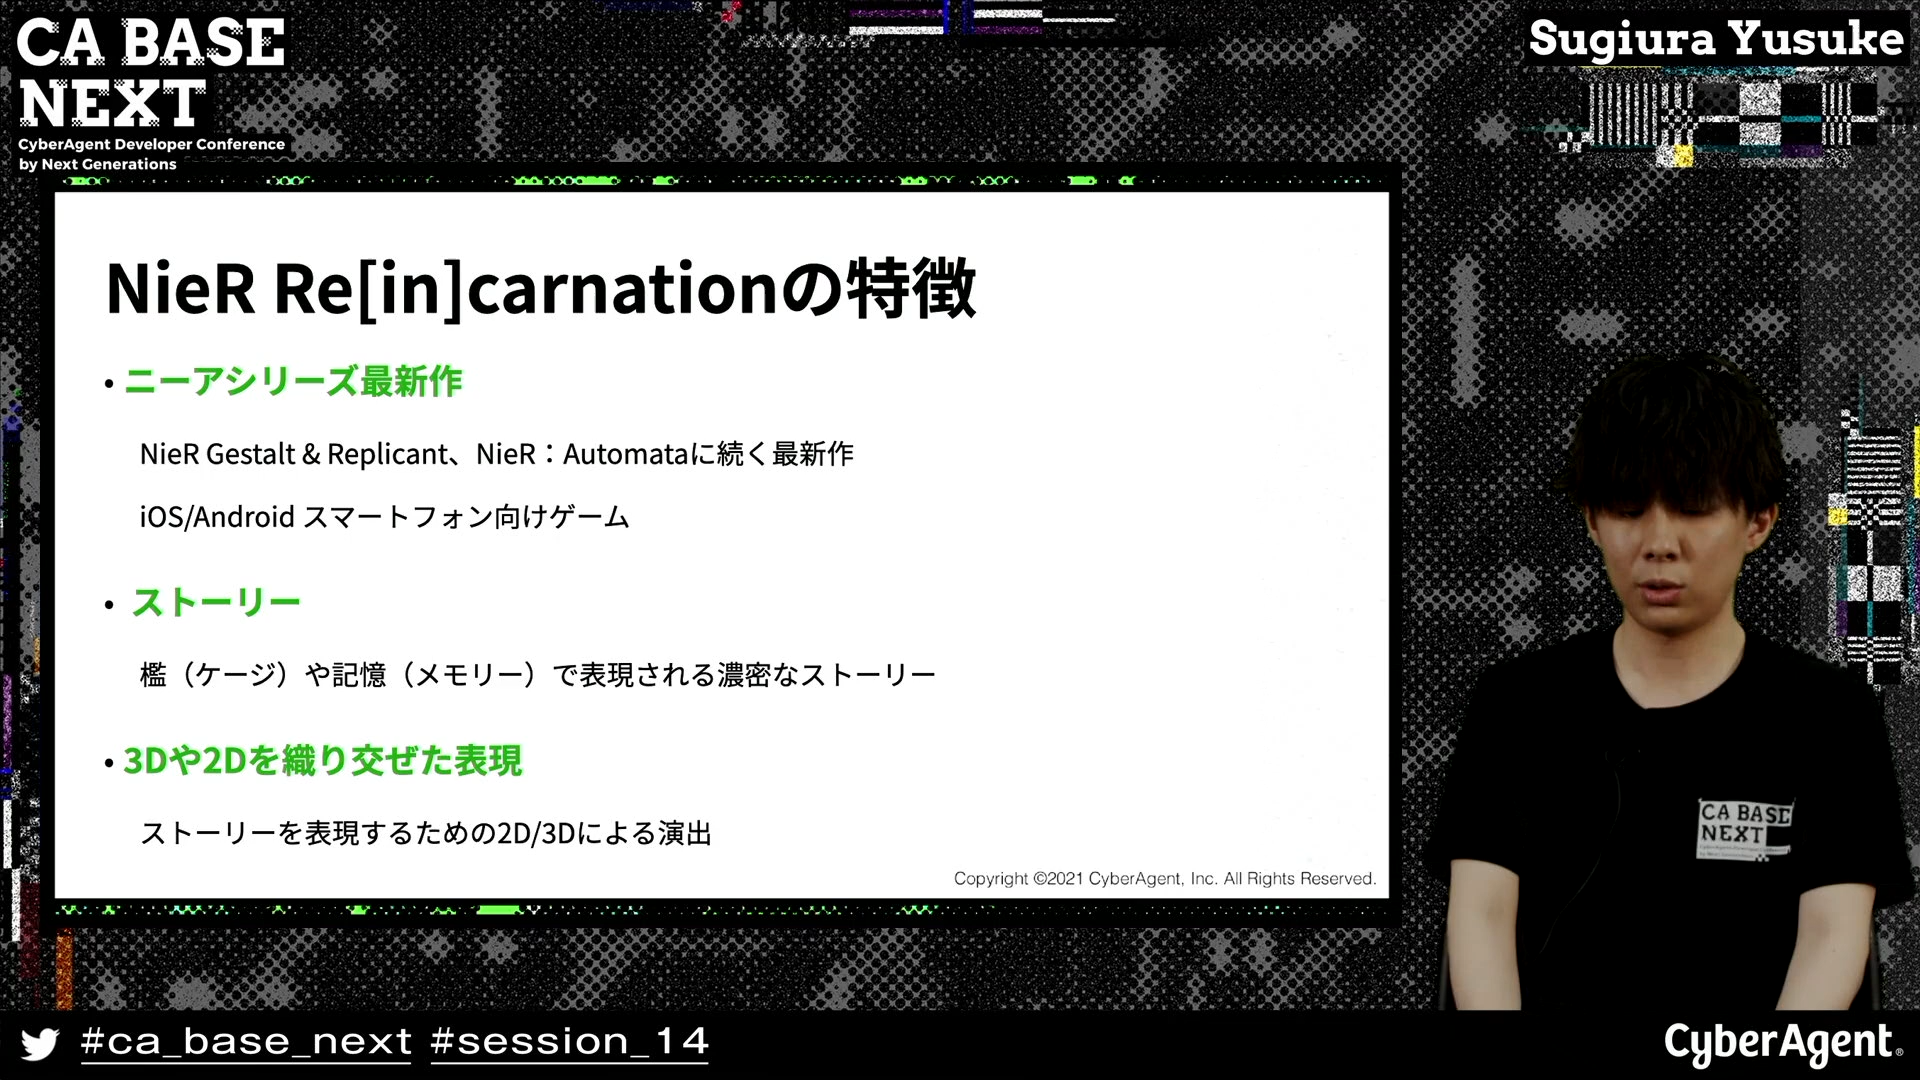 CA BASE
NEXT
CyberAgent Developer Conference
by Next Generations
Sugiura Yusuke
NieR Re[in]carnationの特徴
• ニーアシリーズ最新作
NieR Gestalt & Replicant、NieR：Automataに続く最新作
iOS/Android スマートフォン向けゲーム
• ストーリー
檻（ケージ）や記憶（メモリー）で表現される濃密なストーリー
• 3Dや2Dを織り交ぜた表現
ストーリーを表現するための2D/3Dによる演出
Copyright ©2021 CyberAgent, Inc. All Rights Reserved.
CA BASE
NEXT
#ca_base_next #session_14
CyberAgent®